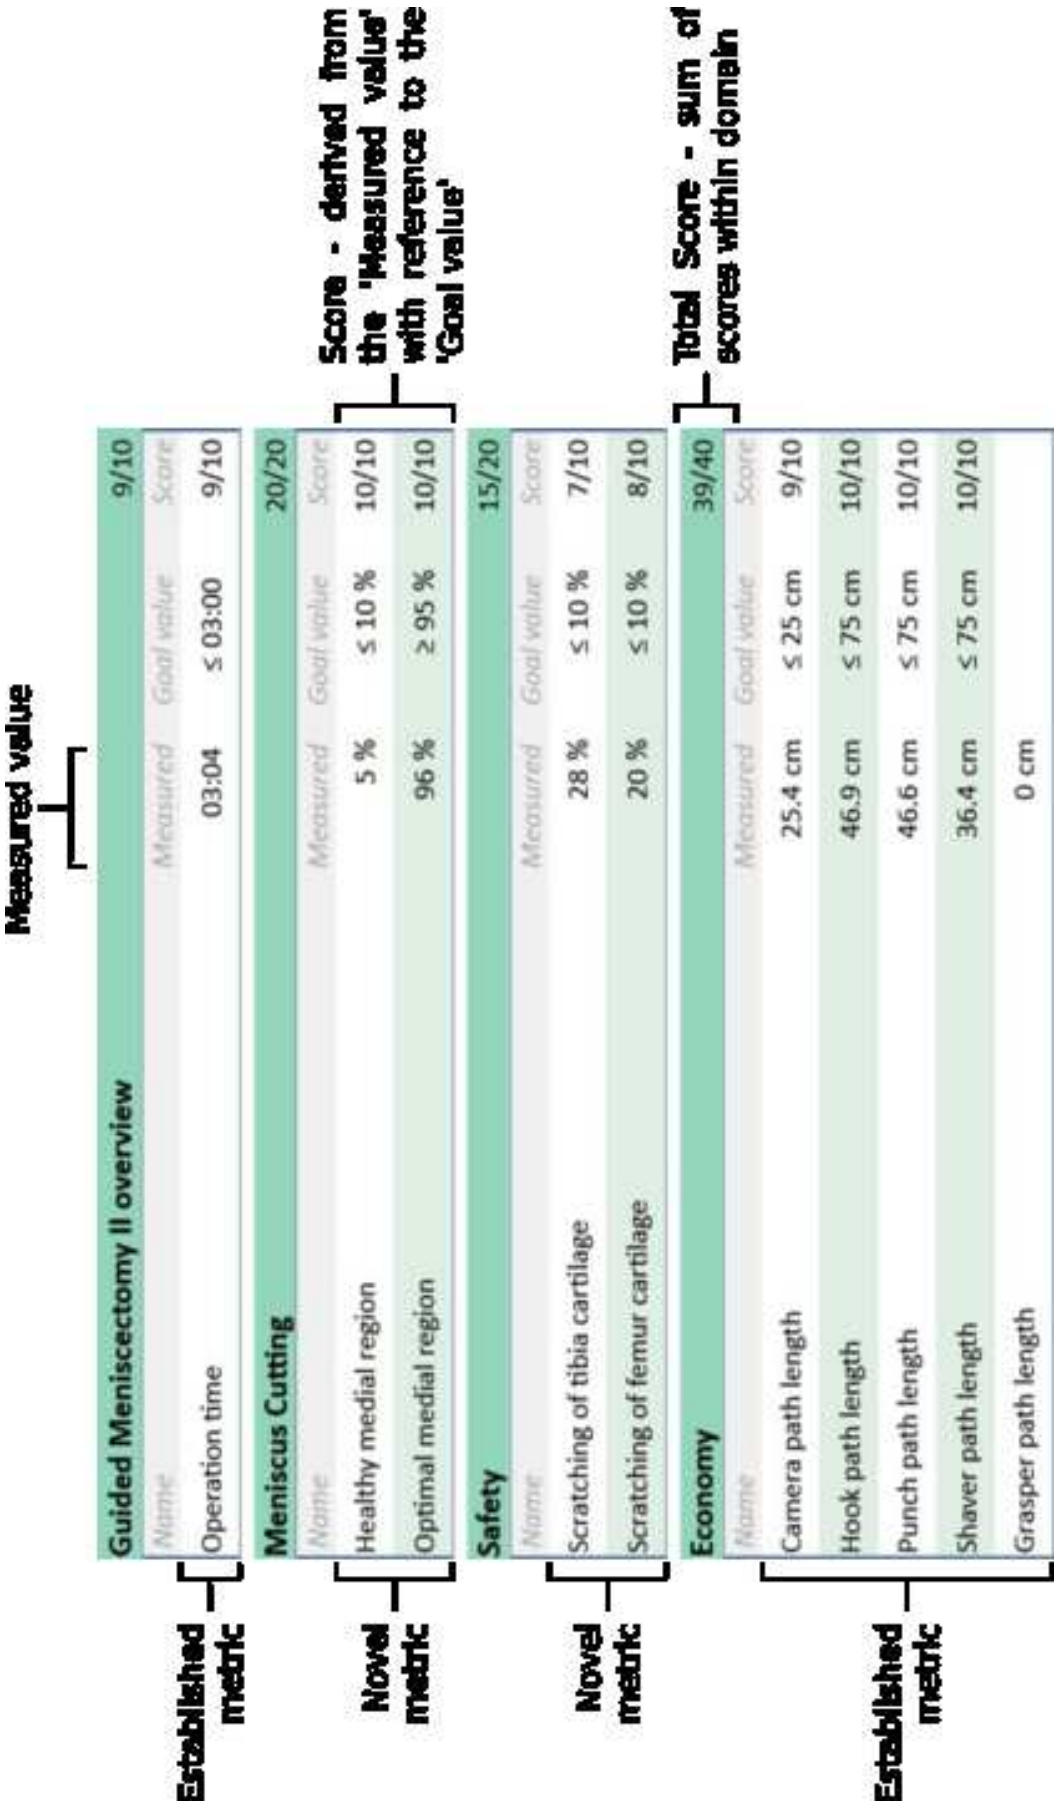 Measured value
Guided Meniscectomy II overview 9/10
Name Measured Goal value Score
Operation time 03:04 ≤ 03:00 9/10
Established
metric
Meniscus Cutting 20/20
Name Measured Goal value Score
Healthy medial region 5 % ≤ 10 % 10/10
Optimal medial region 96 % ≥ 95 % 10/10
Novel
metric
Score - derived from
the 'Measured value'
with reference to the
'Goal value'
Safety 15/20
Name Measured Goal value Score
Scratching of tibia cartilage 28 % ≤ 10 % 7/10
Scratching of femur cartilage 20 % ≤ 10 % 8/10
Novel
metric
Economy 39/40
Total Score - sum of
scores within domain
Name Measured Goal value Score
Camera path length 25.4 cm ≤ 25 cm 9/10
Hook path length 46.9 cm ≤ 75 cm 10/10
Punch path length 46.6 cm ≤ 75 cm 10/10
Shaver path length 36.4 cm ≤ 75 cm 10/10
Grasper path length 0 cm
Established
metric